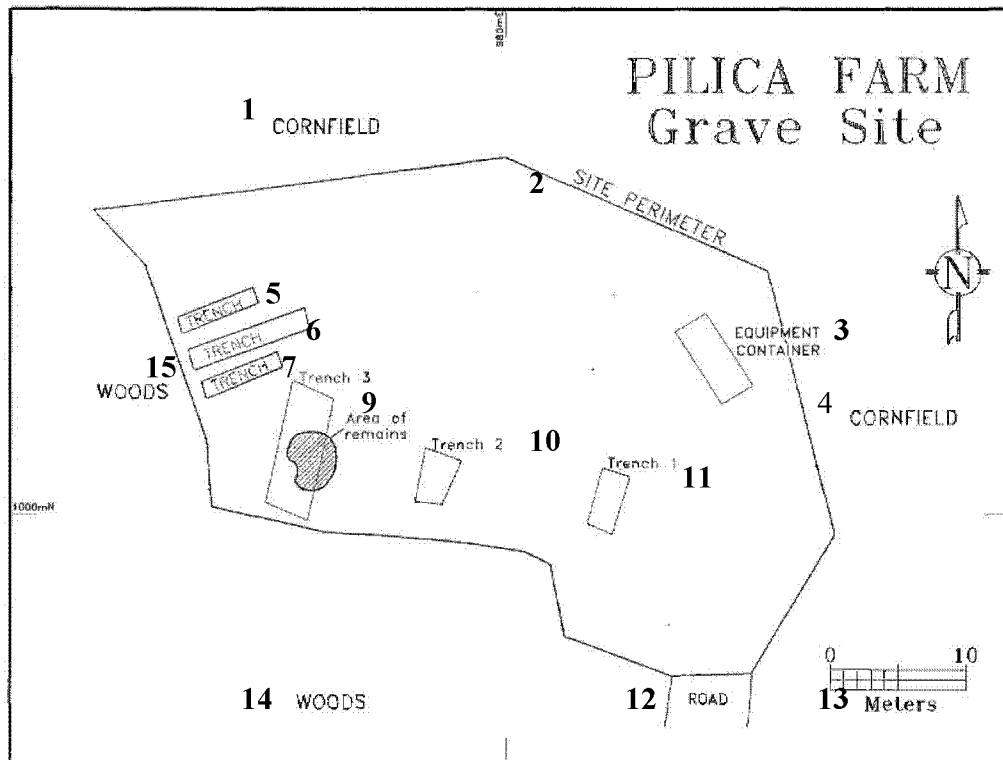 980mE
PILICA FARM
Grave Site
1 CORNFIELD
2 SITE PERIMETER
N
5 TRENCH
6 TRENCH
7 TRENCH
15
WOODS
3 EQUIPMENT
CONTAINER
4 CORNFIELD
Trench 3
9
Area of
remains
Trench 2
10
Trench 1
11
1000mN
0 10
13
Meters
14 WOODS
12 ROAD